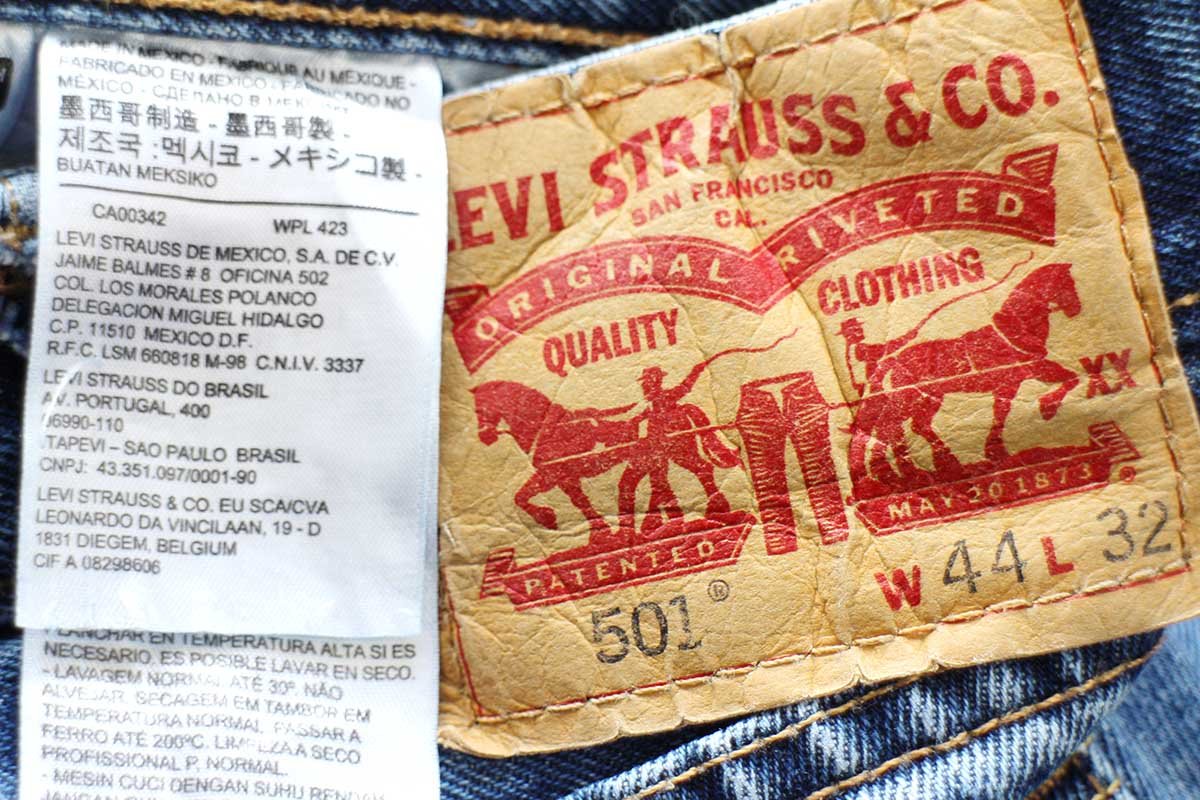 MADE IN MEXICO - FABRIQUE AU MEXIQUE -
FABRICADO EN MEXICO - FABRICADO NO
MÉXICO - СДЕЛАНО В
墨西哥制造 - 墨西哥製 -
제조국 :멕시코 - メキシコ製 -
BUATAN MEKSIKO
CA00342 WPL 423
LEVI STRAUSS DE MEXICO, S.A. DE C.V.
JAIME BALMES # 8 OFICINA 502
COL. LOS MORALES POLANCO
DELEGACION MIGUEL HIDALGO
C.P. 11510 MEXICO D.F.
R.F.C. LSM 660818 M-98 C.N.I.V. 3337
LEVI STRAUSS DO BRASIL
AV. PORTUGAL, 400
06990-110
ITAPEVI – SAO PAULO BRASIL
CNPJ: 43.351.097/0001-90
LEVI STRAUSS & CO. EU SCA/CVA
LEONARDO DA VINCILAAN, 19 - D
1831 DIEGEM, BELGIUM
CIF A 08298606
PLANCHAR EN TEMPERATURA ALTA SI ES
NECESARIO. ES POSIBLE LAVAR EN SECO.
- LAVAGEM NORMAL ATÉ 30º. NÃO
ALVEJAR. SECAGEM EM TAMBOR EM
TEMPERATURA NORMAL. PASSAR A
FERRO ATÉ 200ºC. LIMPEZA A SECO
PROFISSIONAL P, NORMAL.
- MESIN CUCI DENGAN SUHU RENDAH
LEVI STRAUSS & CO.
SAN FRANCISCO
CAL.
ORIGINAL RIVETED
QUALITY CLOTHING
XX
PATENTED MAY 20 1873 ®
501 ® W 44 L 32